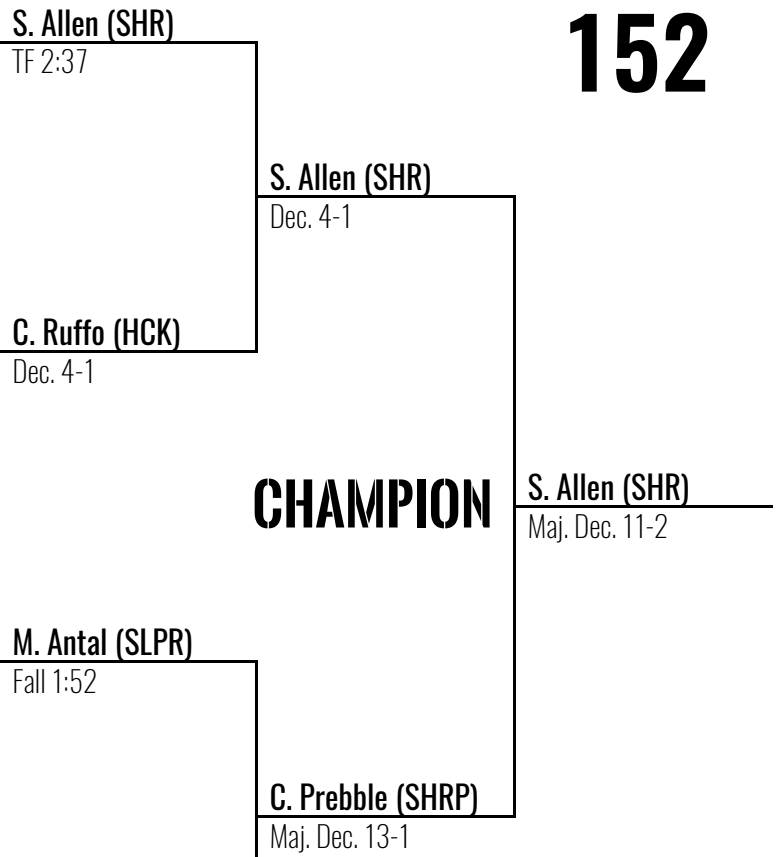 S. Allen (SHR)
TF 2:37
152
S. Allen (SHR)
Dec. 4-1
C. Ruffo (HCK)
Dec. 4-1
CHAMPION
S. Allen (SHR)
Maj. Dec. 11-2
M. Antal (SLPR)
Fall 1:52
C. Prebble (SHRP)
Maj. Dec. 13-1